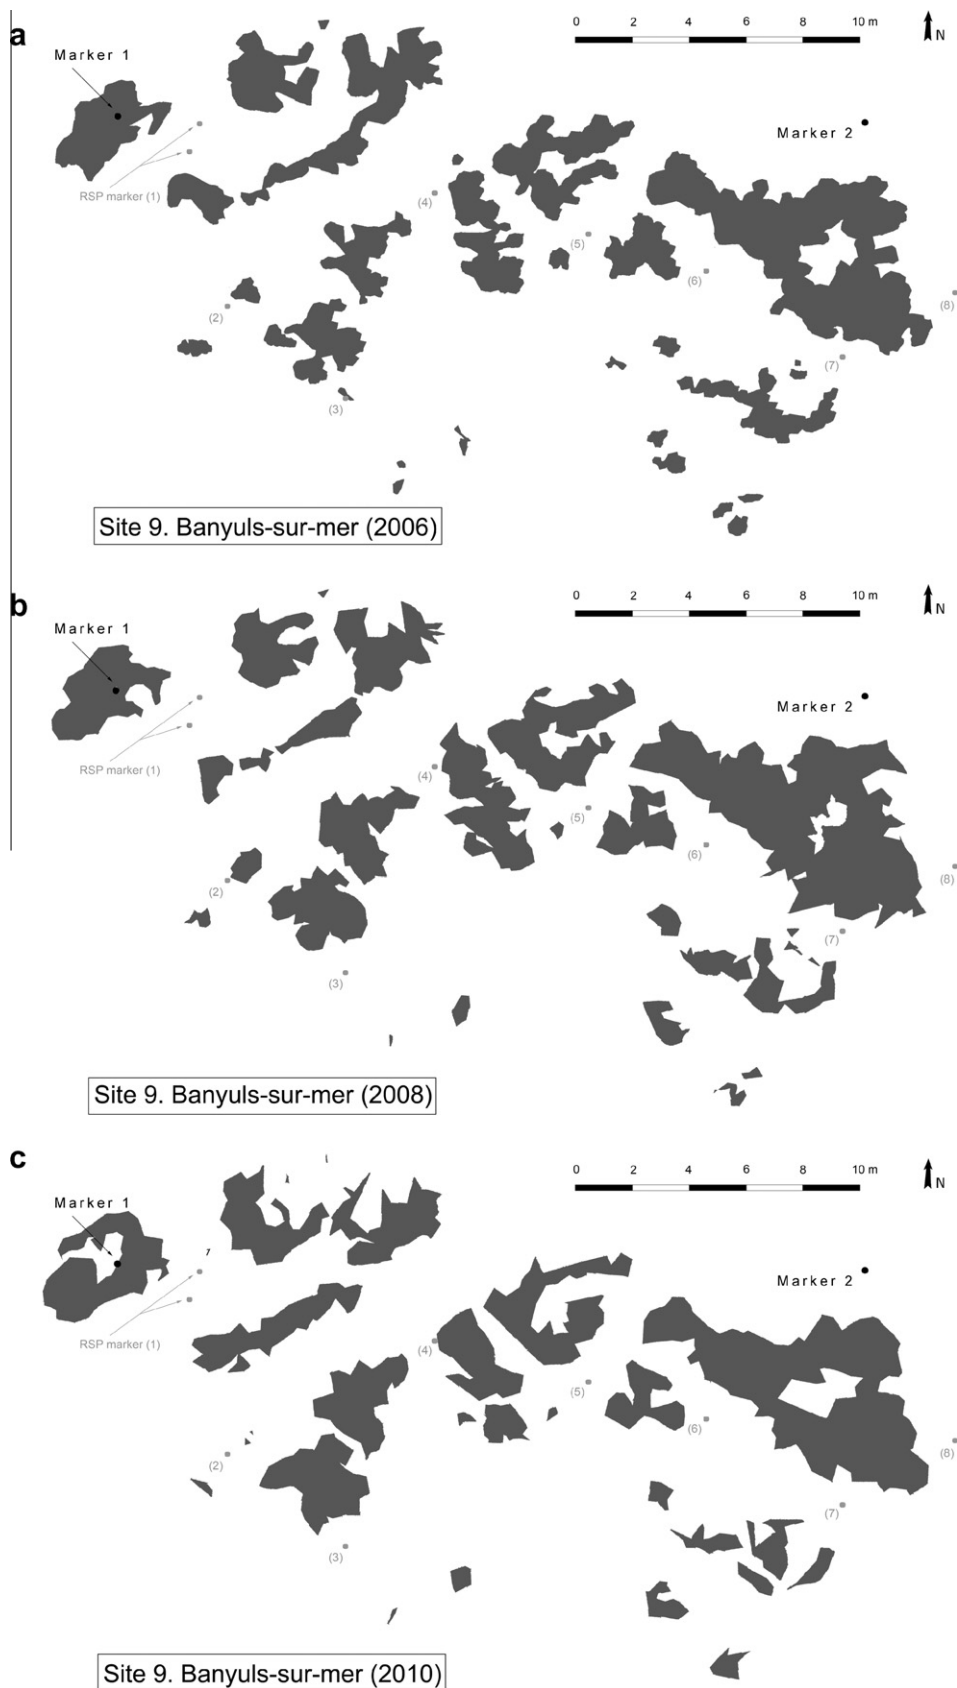 a
0 2 4 6 8 10 m
N
Marker 1
Marker 2
RSP marker (1)
(4)
(5)
(6)
(2)
(8)
(7)
(3)
Site 9. Banyuls-sur-mer (2006)
b
0 2 4 6 8 10 m
N
Marker 1
Marker 2
RSP marker (1)
(4)
(5)
(6)
(8)
(2)
(7)
(3)
Site 9. Banyuls-sur-mer (2008)
c
0 2 4 6 8 10 m
N
Marker 1
Marker 2
RSP marker (1)
(4)
(5)
(6)
(8)
(2)
(7)
(3)
Site 9. Banyuls-sur-mer (2010)